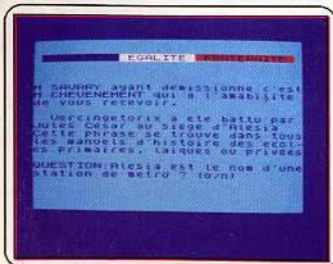 EGALITE FRATERNITE
M SAVARY ayant demissionne c'est
M CHEVENEMENT qui a l'amabilite
de vous recevoir.
Vercingetorix a ete battu par
Jules Cesar au siege d'Alesia
Cette phrase se trouve dans tous
les manuels d'histoire des ecol-
es primaires, laiques ou privees
QUESTION:Alesia est le nom d'une
station de metro ? (o/n)